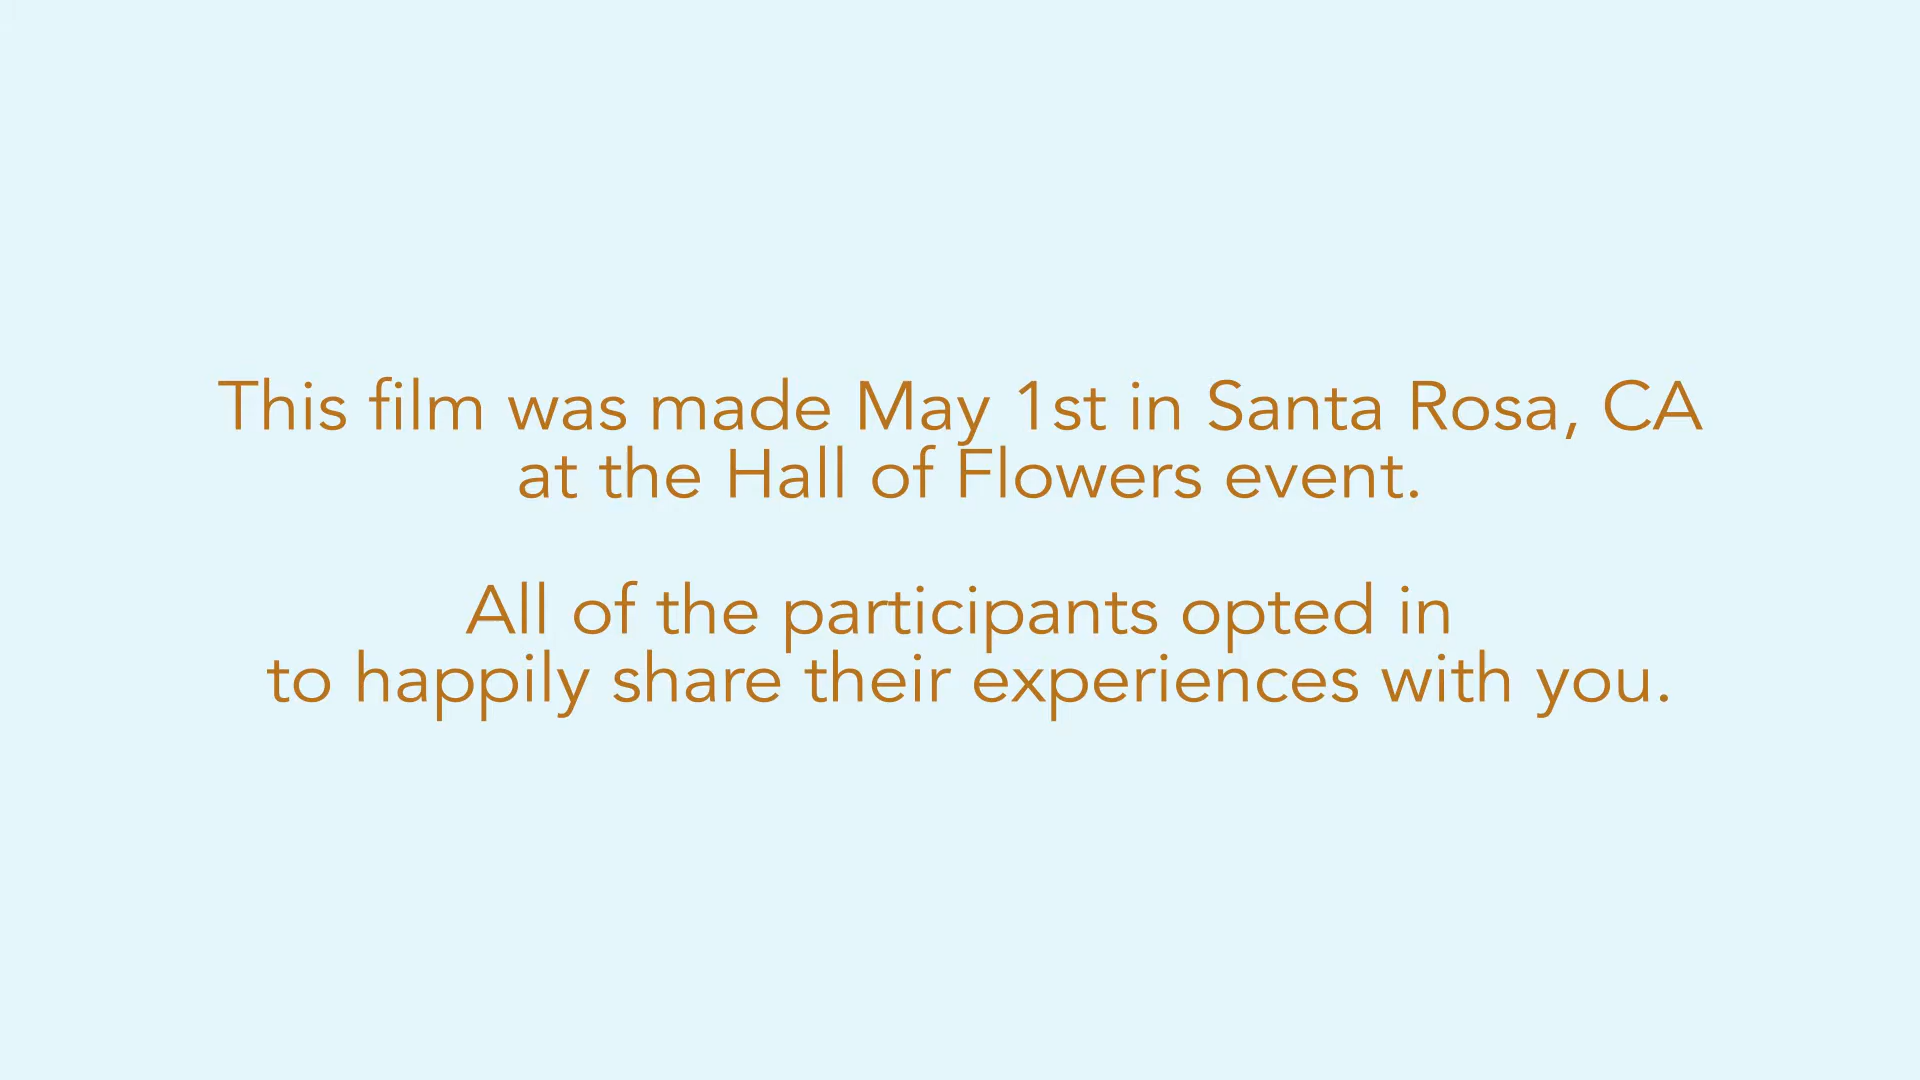 This film was made May 1st in Santa Rosa, CA
at the Hall of Flowers event.
All of the participants opted in
to happily share their experiences with you.